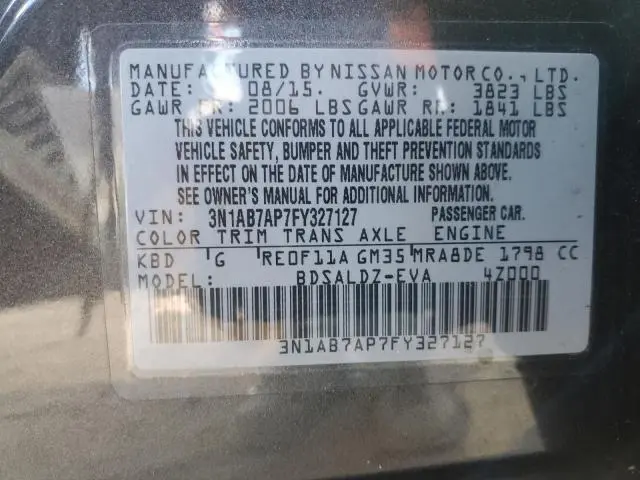 MANUFACTURED BY NISSAN MOTOR CO., LTD.
DATE: 08/15. GVWR: 3823 LBS
GAWR FR: 2006 LBS GAWR RR: 1841 LBS
THIS VEHICLE CONFORMS TO ALL APPLICABLE FEDERAL MOTOR
VEHICLE SAFETY, BUMPER AND THEFT PREVENTION STANDARDS
IN EFFECT ON THE DATE OF MANUFACTURE SHOWN ABOVE.
SEE OWNER'S MANUAL FOR ADDITIONAL INFORMATION.
VIN: 3N1AB7AP7FY327127 PASSENGER CAR.
COLOR TRIM TRANS AXLE ENGINE
KBD G RE0F11A GM35 MRA8DE 1798 CC
MODEL: BDSALDZ-EVA 4Z000
3N1AB7AP7FY327127